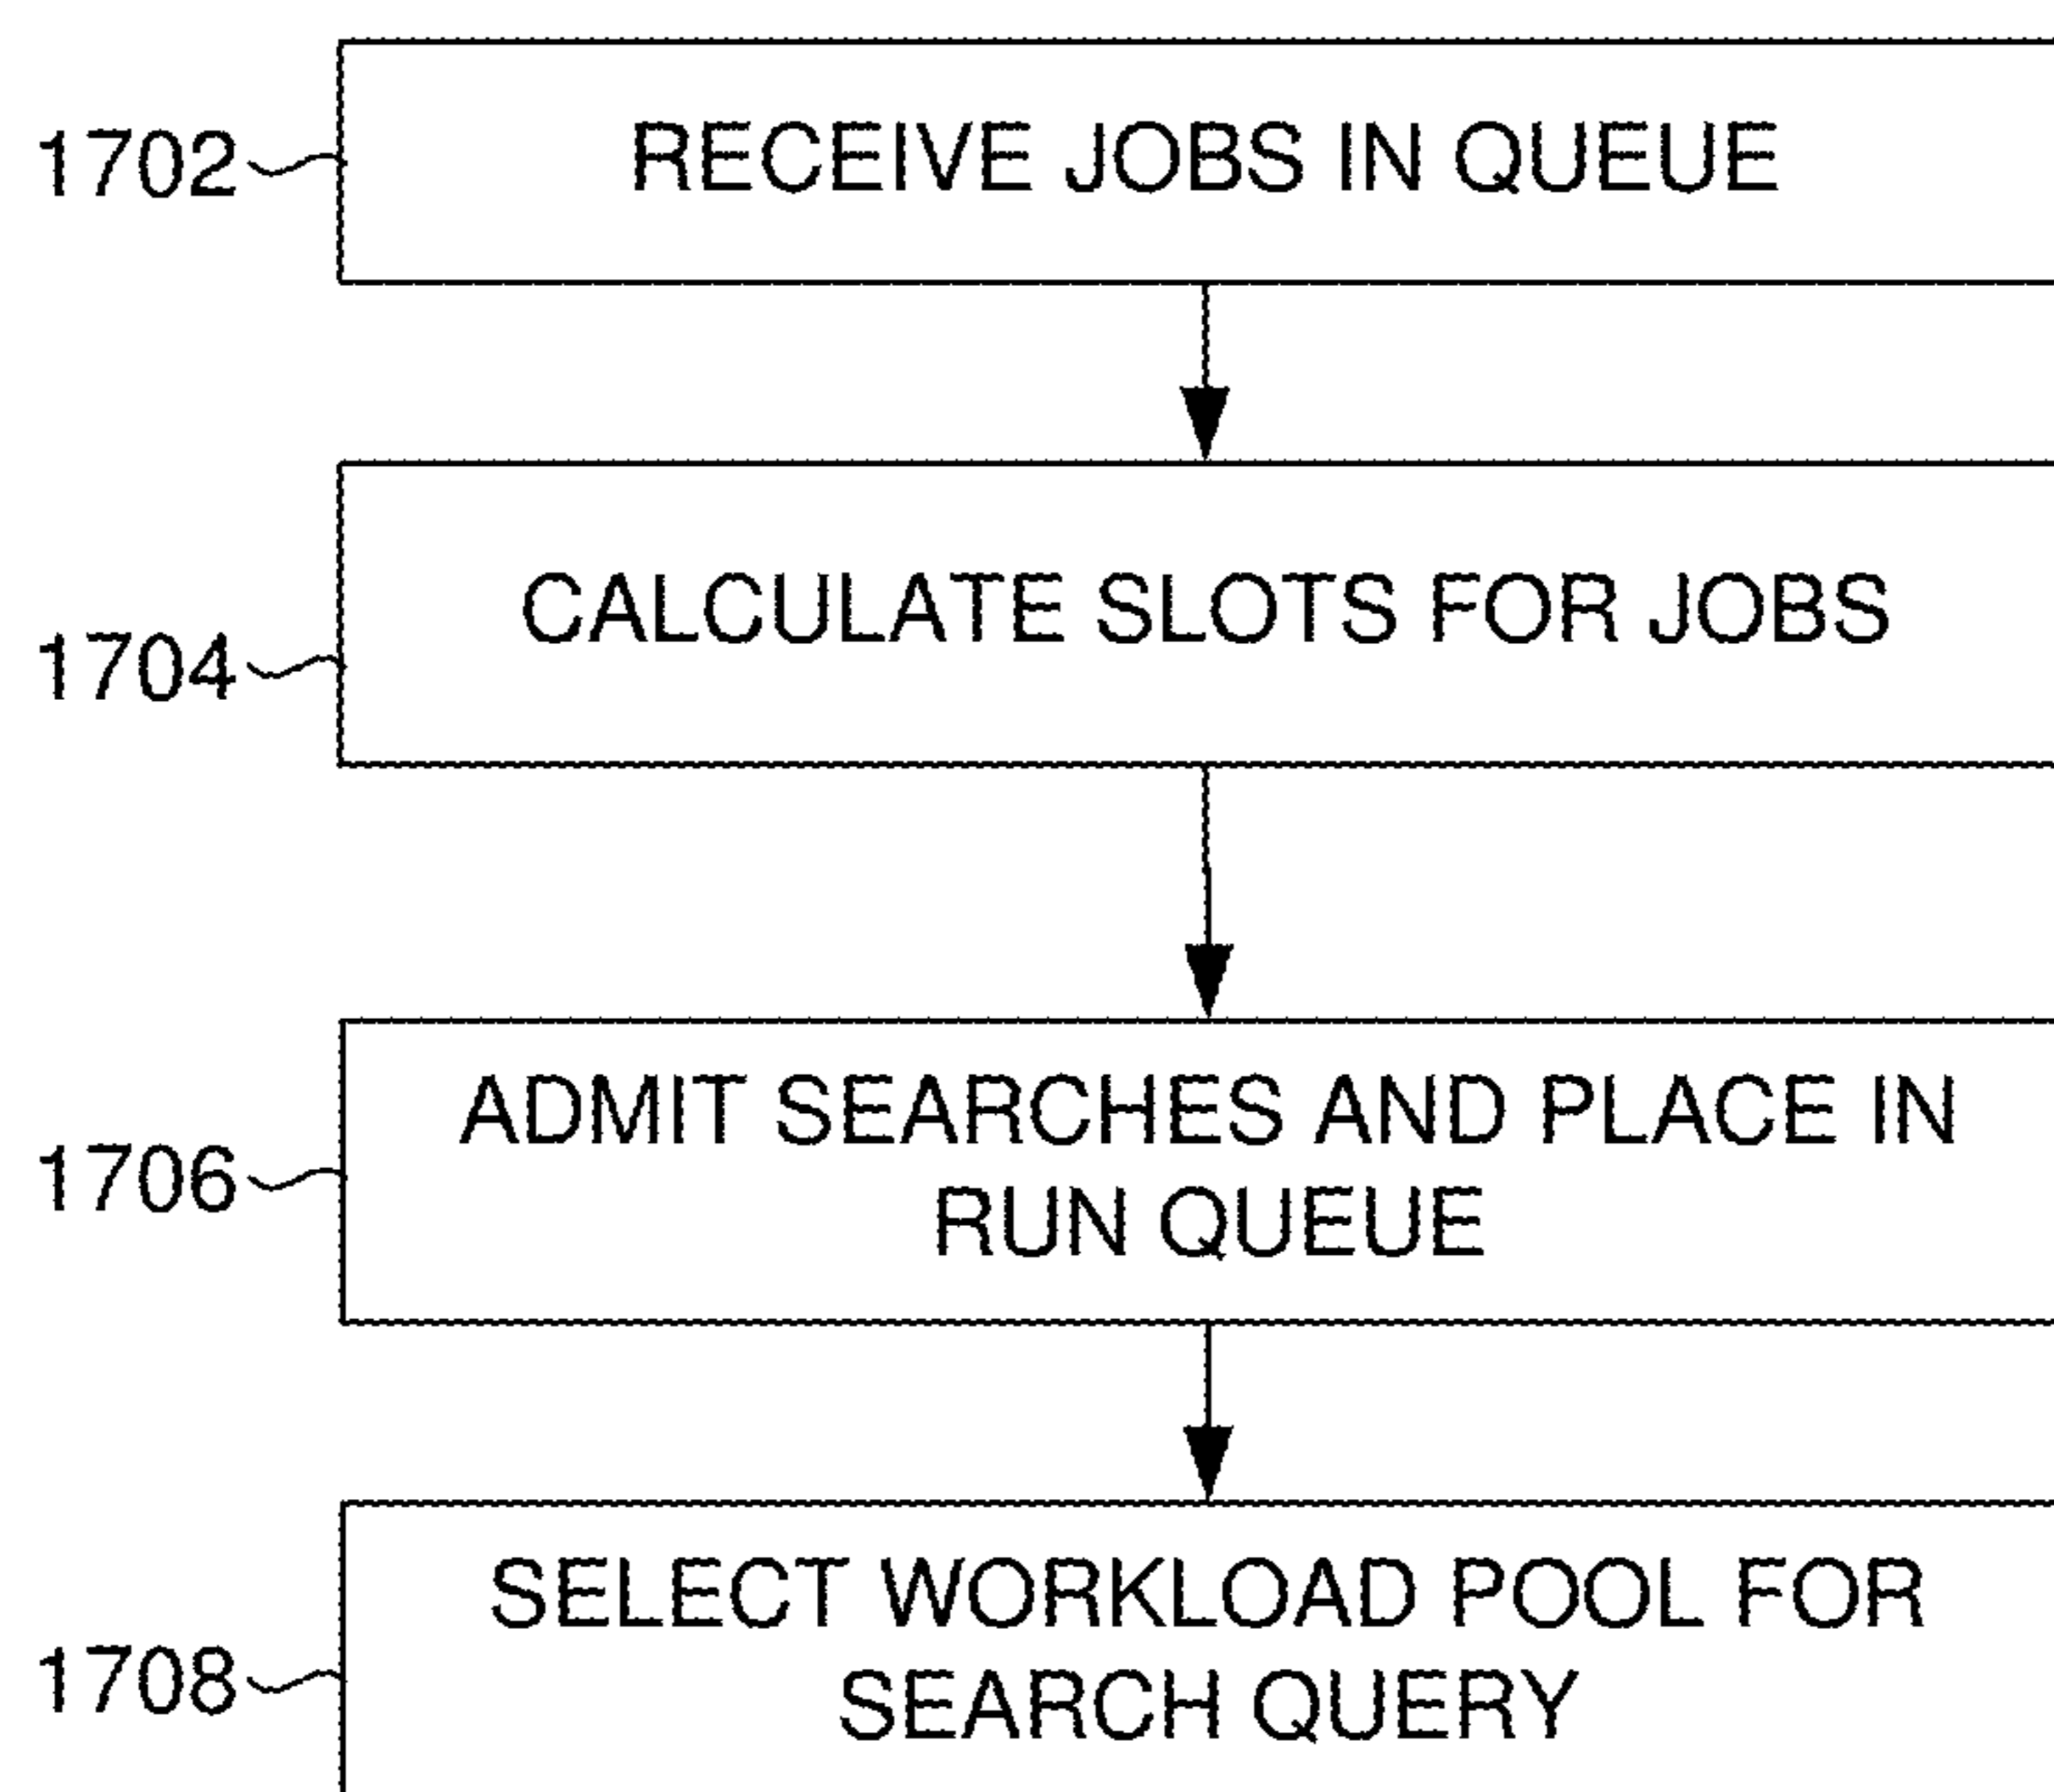 1702
RECEIVE JOBS IN QUEUE
1704
CALCULATE SLOTS FOR JOBS
1706
ADMIT SEARCHES AND PLACE IN
RUN QUEUE
1708
SELECT WORKLOAD POOL FOR
SEARCH QUERY